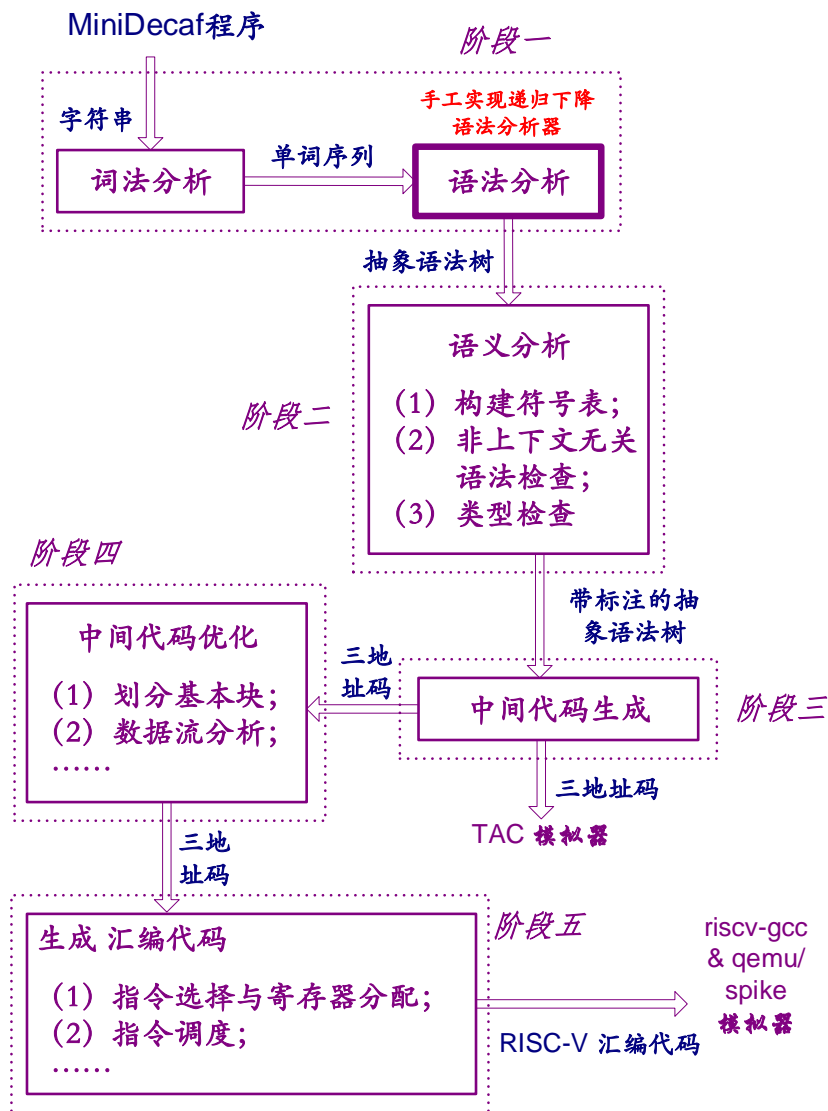 MiniDecaf程序
阶段一
手工实现递归下降
语法分析器
字符串
单词序列
词法分析
语法分析
抽象语法树
语义分析
阶段二
(1) 构建符号表;
(2) 非上下文无关
语法检查;
(3) 类型检查
阶段四
带标注的抽
象语法树
中间代码优化
(1) 划分基本块;
(2) 数据流分析;
……
三地
址码
中间代码生成
阶段三
三地址码
TAC 模拟器
三地
址码
阶段五
生成 汇编代码
(1) 指令选择与寄存器分配;
(2) 指令调度;
……
RISC-V 汇编代码
riscv-gcc
& qemu/
spike
模拟器